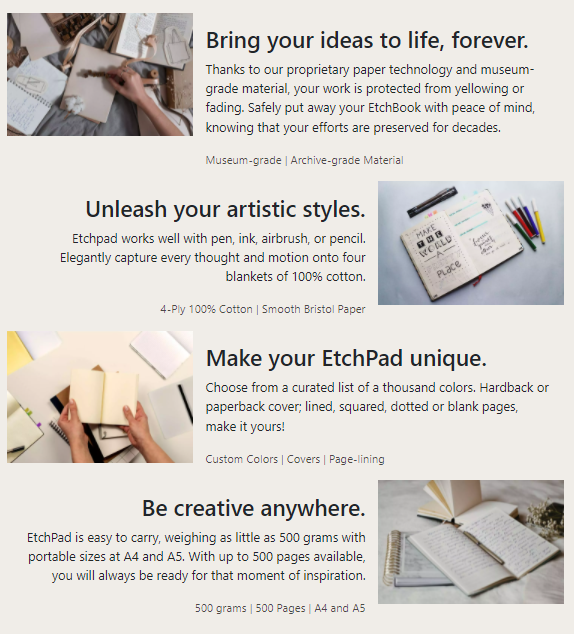 Bring your ideas to life, forever.
Thanks to our proprietary paper technology and museum-
grade material, your work is protected from yellowing or
fading. Safely put away your EtchBook with peace of mind,
knowing that your efforts are preserved for decades.
Museum-grade | Archive-grade Material
Unleash your artistic styles.
Etchpad works well with pen, ink, airbrush, or pencil.
Elegantly capture every thought and motion onto four
blankets of 100% cotton.
4-Ply 100% Cotton | Smooth Bristol Paper
MAKE
THE
WORLD
A
PLACE
Make your EtchPad unique.
Choose from a curated list of a thousand colors. Hardback or
paperback cover; lined, squared, dotted or blank pages,
make it yours!
Custom Colors | Covers | Page-lining
Be creative anywhere.
EtchPad is easy to carry, weighing as little as 500 grams with
portable sizes at A4 and A5. With up to 500 pages available,
you will always be ready for that moment of inspiration.
500 grams | 500 Pages | A4 and A5